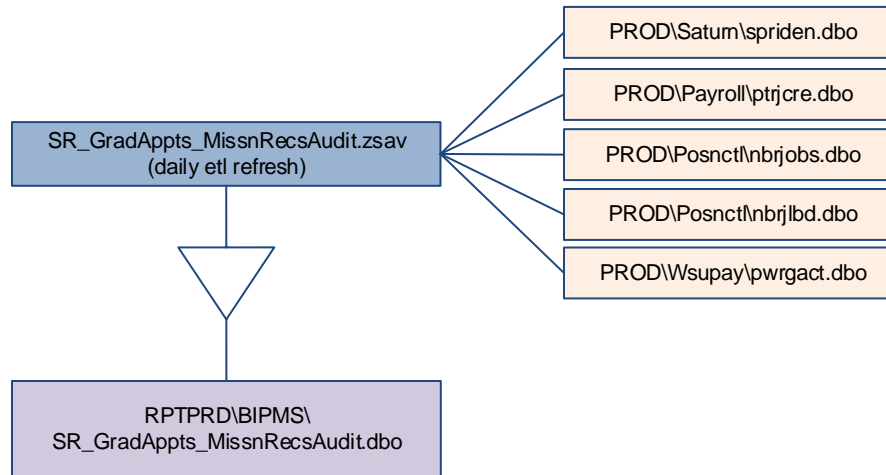 PROD\Saturn\spriden.dbo
PROD\Payroll\ptrjcre.dbo
SR_GradAppts_MissnRecsAudit.zsav
(daily etl refresh)
PROD\Posnctl\nbrjobs.dbo
PROD\Posnctl\nbrjlbd.dbo
PROD\Wsupay\pwrgact.dbo
RPTPRD\BIPMS\
SR_GradAppts_MissnRecsAudit.dbo